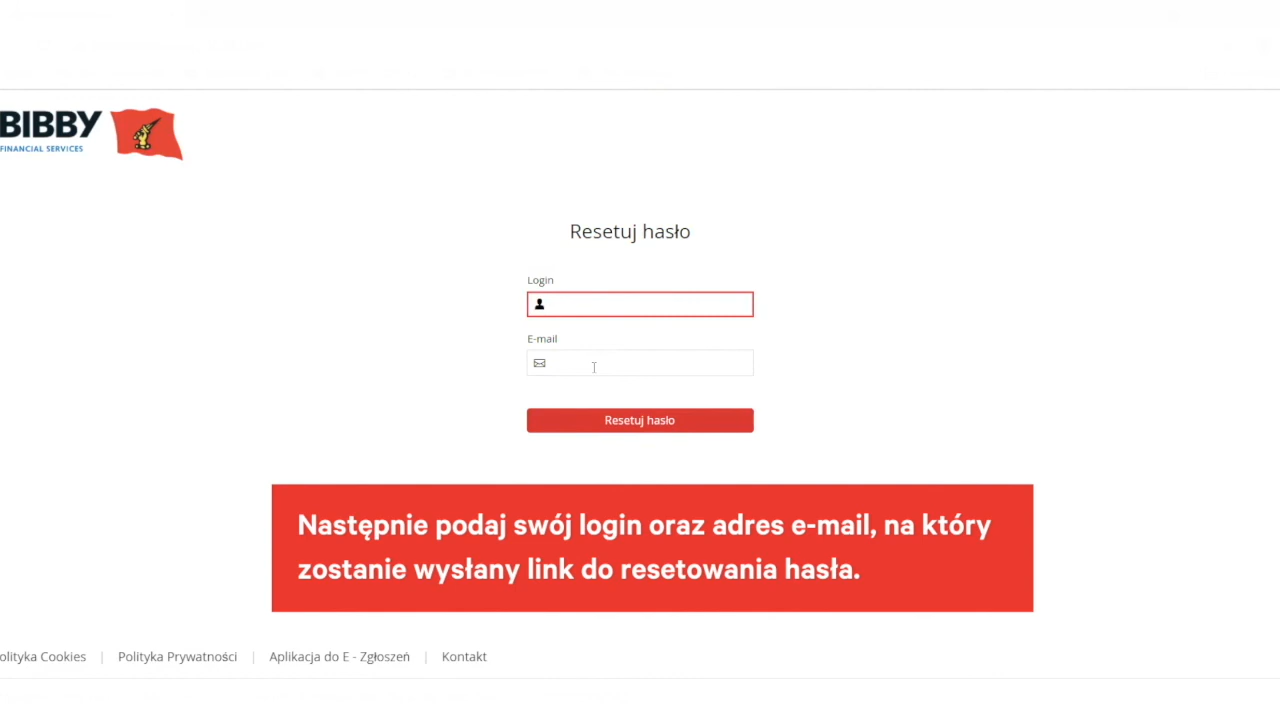 BIBBY
FINANCIAL SERVICES
Resetuj hasło
Login
E-mail
Resetuj hasło
Następnie podaj swój login oraz adres e-mail, na który
zostanie wysłany link do resetowania hasła.
olityka Cookies | Polityka Prywatności | Aplikacja do E - Zgłoszeń | Kontakt